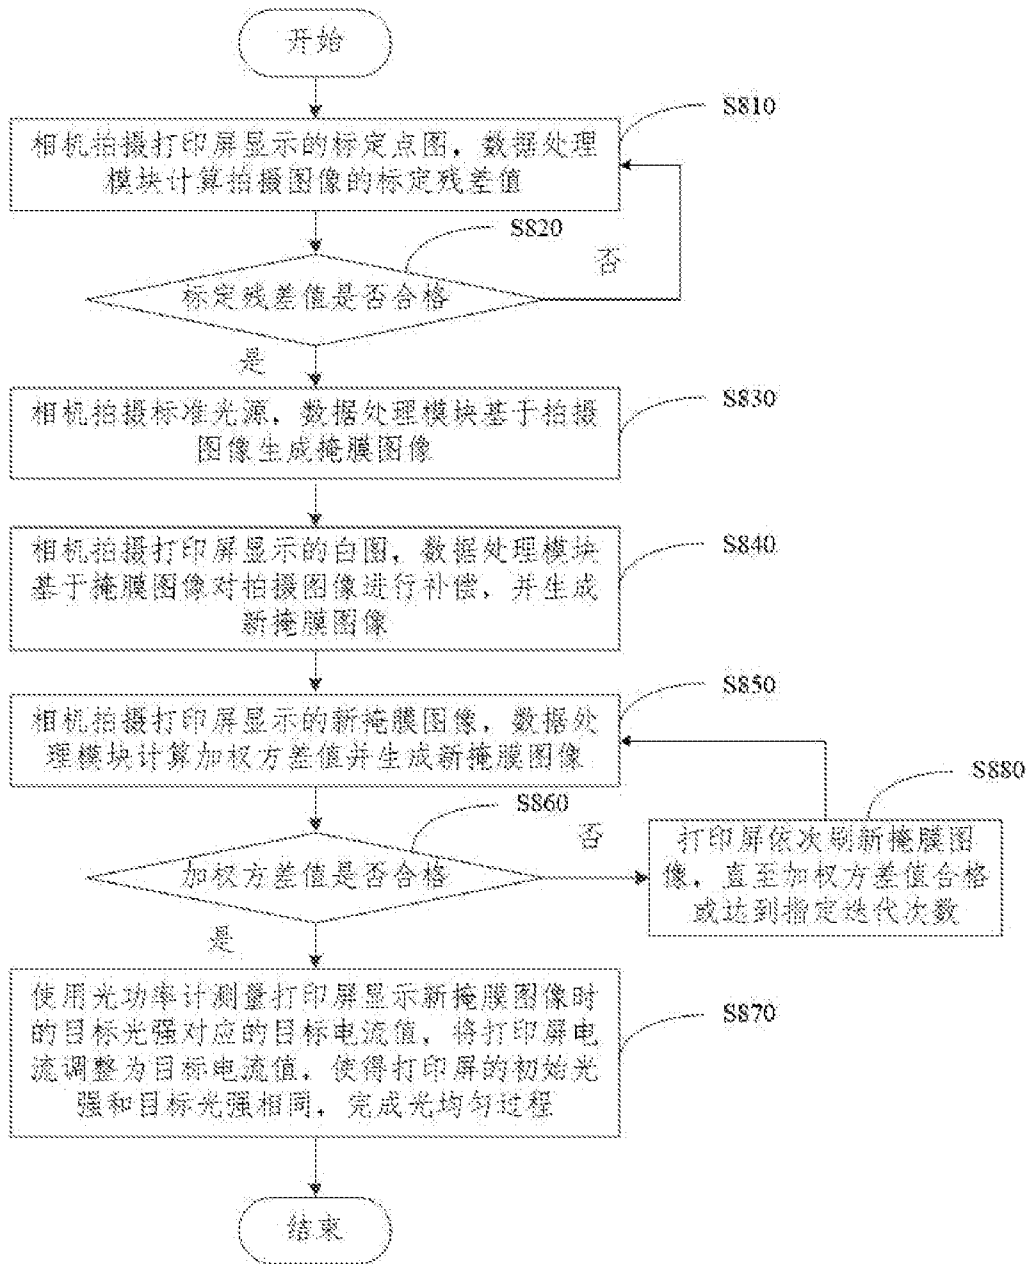 开始
S810
相机拍摄打印屏显示的标定点图，数据处理
模块计算拍摄图像的标定残差值
S820
否
标定残差值是否合格
是
S830
相机拍摄标准光源，数据处理模块基于拍摄
图像生成掩膜图像
S840
相机拍摄打印屏显示的白图，数据处理模块
基于掩膜图像对拍摄图像进行补偿，并生成
新掩膜图像
S850
相机拍摄打印屏显示的新掩膜图像，数据处
理模块计算加权方差值并生成新掩膜图像
S860
否
S880
打印屏依次刷新掩膜图
像，直至加权方差值合格
或达到指定迭代次数
加权方差值是否合格
是
S870
使用光功率计测量打印屏显示新掩膜图像时
的目标光强对应的目标电流值，将打印屏电
流调整为目标电流值，使得打印屏的初始光
强和目标光强相同，完成光均匀过程
结束